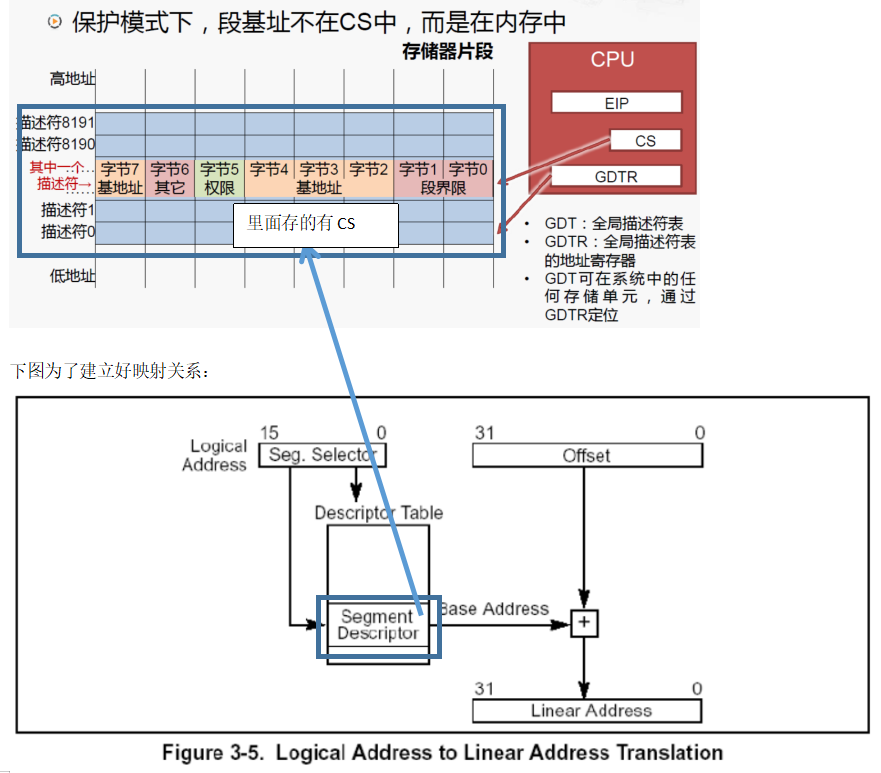 保护模式下，段基址不在CS中，而是在内存中
存储器片段
高地址
描述符8191
描述符8190
其中一个……
描述符→
……
字节7 字节6 字节5 字节4 字节3 字节2 字节1 字节0
基地址 其它 权限 基地址 段界限
描述符1
描述符0
低地址
里面存的有 CS
CPU
EIP
CS
GDTR
• GDT：全局描述符表
• GDTR：全局描述符表
的地址寄存器
• GDT可在系统中的任
何存储单元，通过
GDTR定位
下图为了建立好映射关系：
Logical
Address
15 0
Seg. Selector
31 0
Offset
Descriptor Table
Segment
Descriptor
Base Address
+
31 0
Linear Address
Figure 3-5. Logical Address to Linear Address Translation